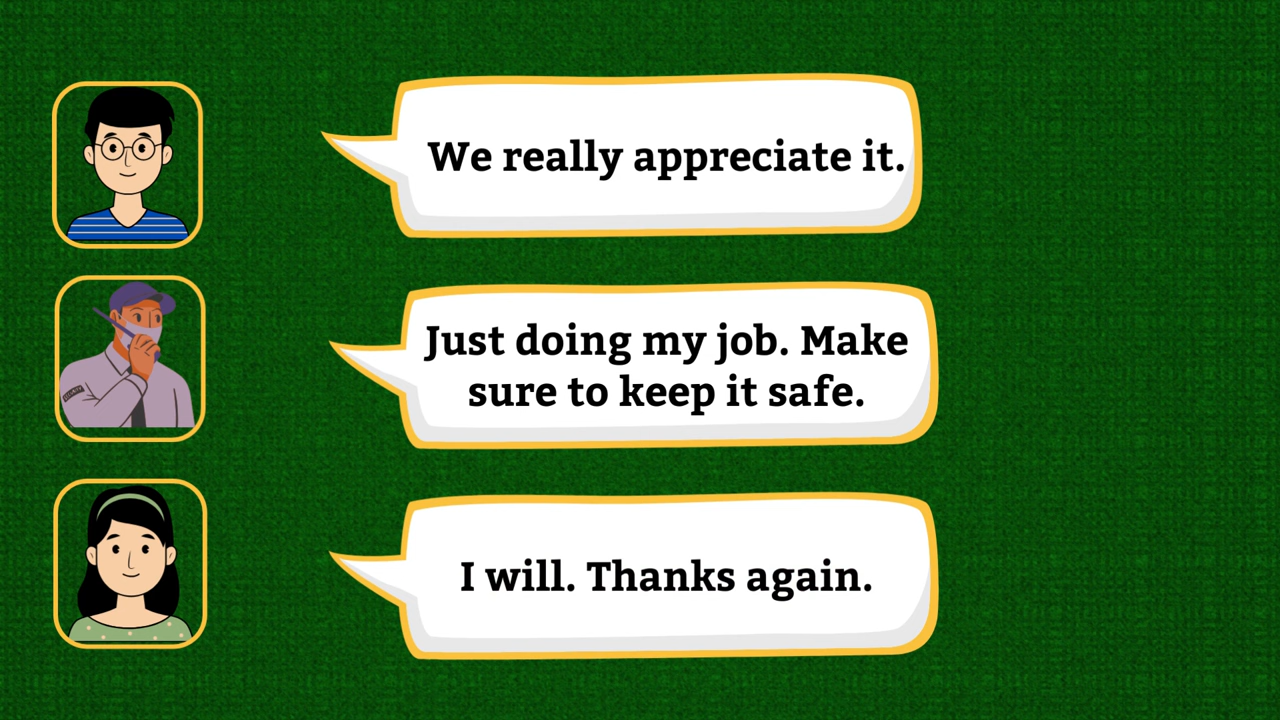 We really appreciate it.
Just doing my job. Make
sure to keep it safe.
I will. Thanks again.